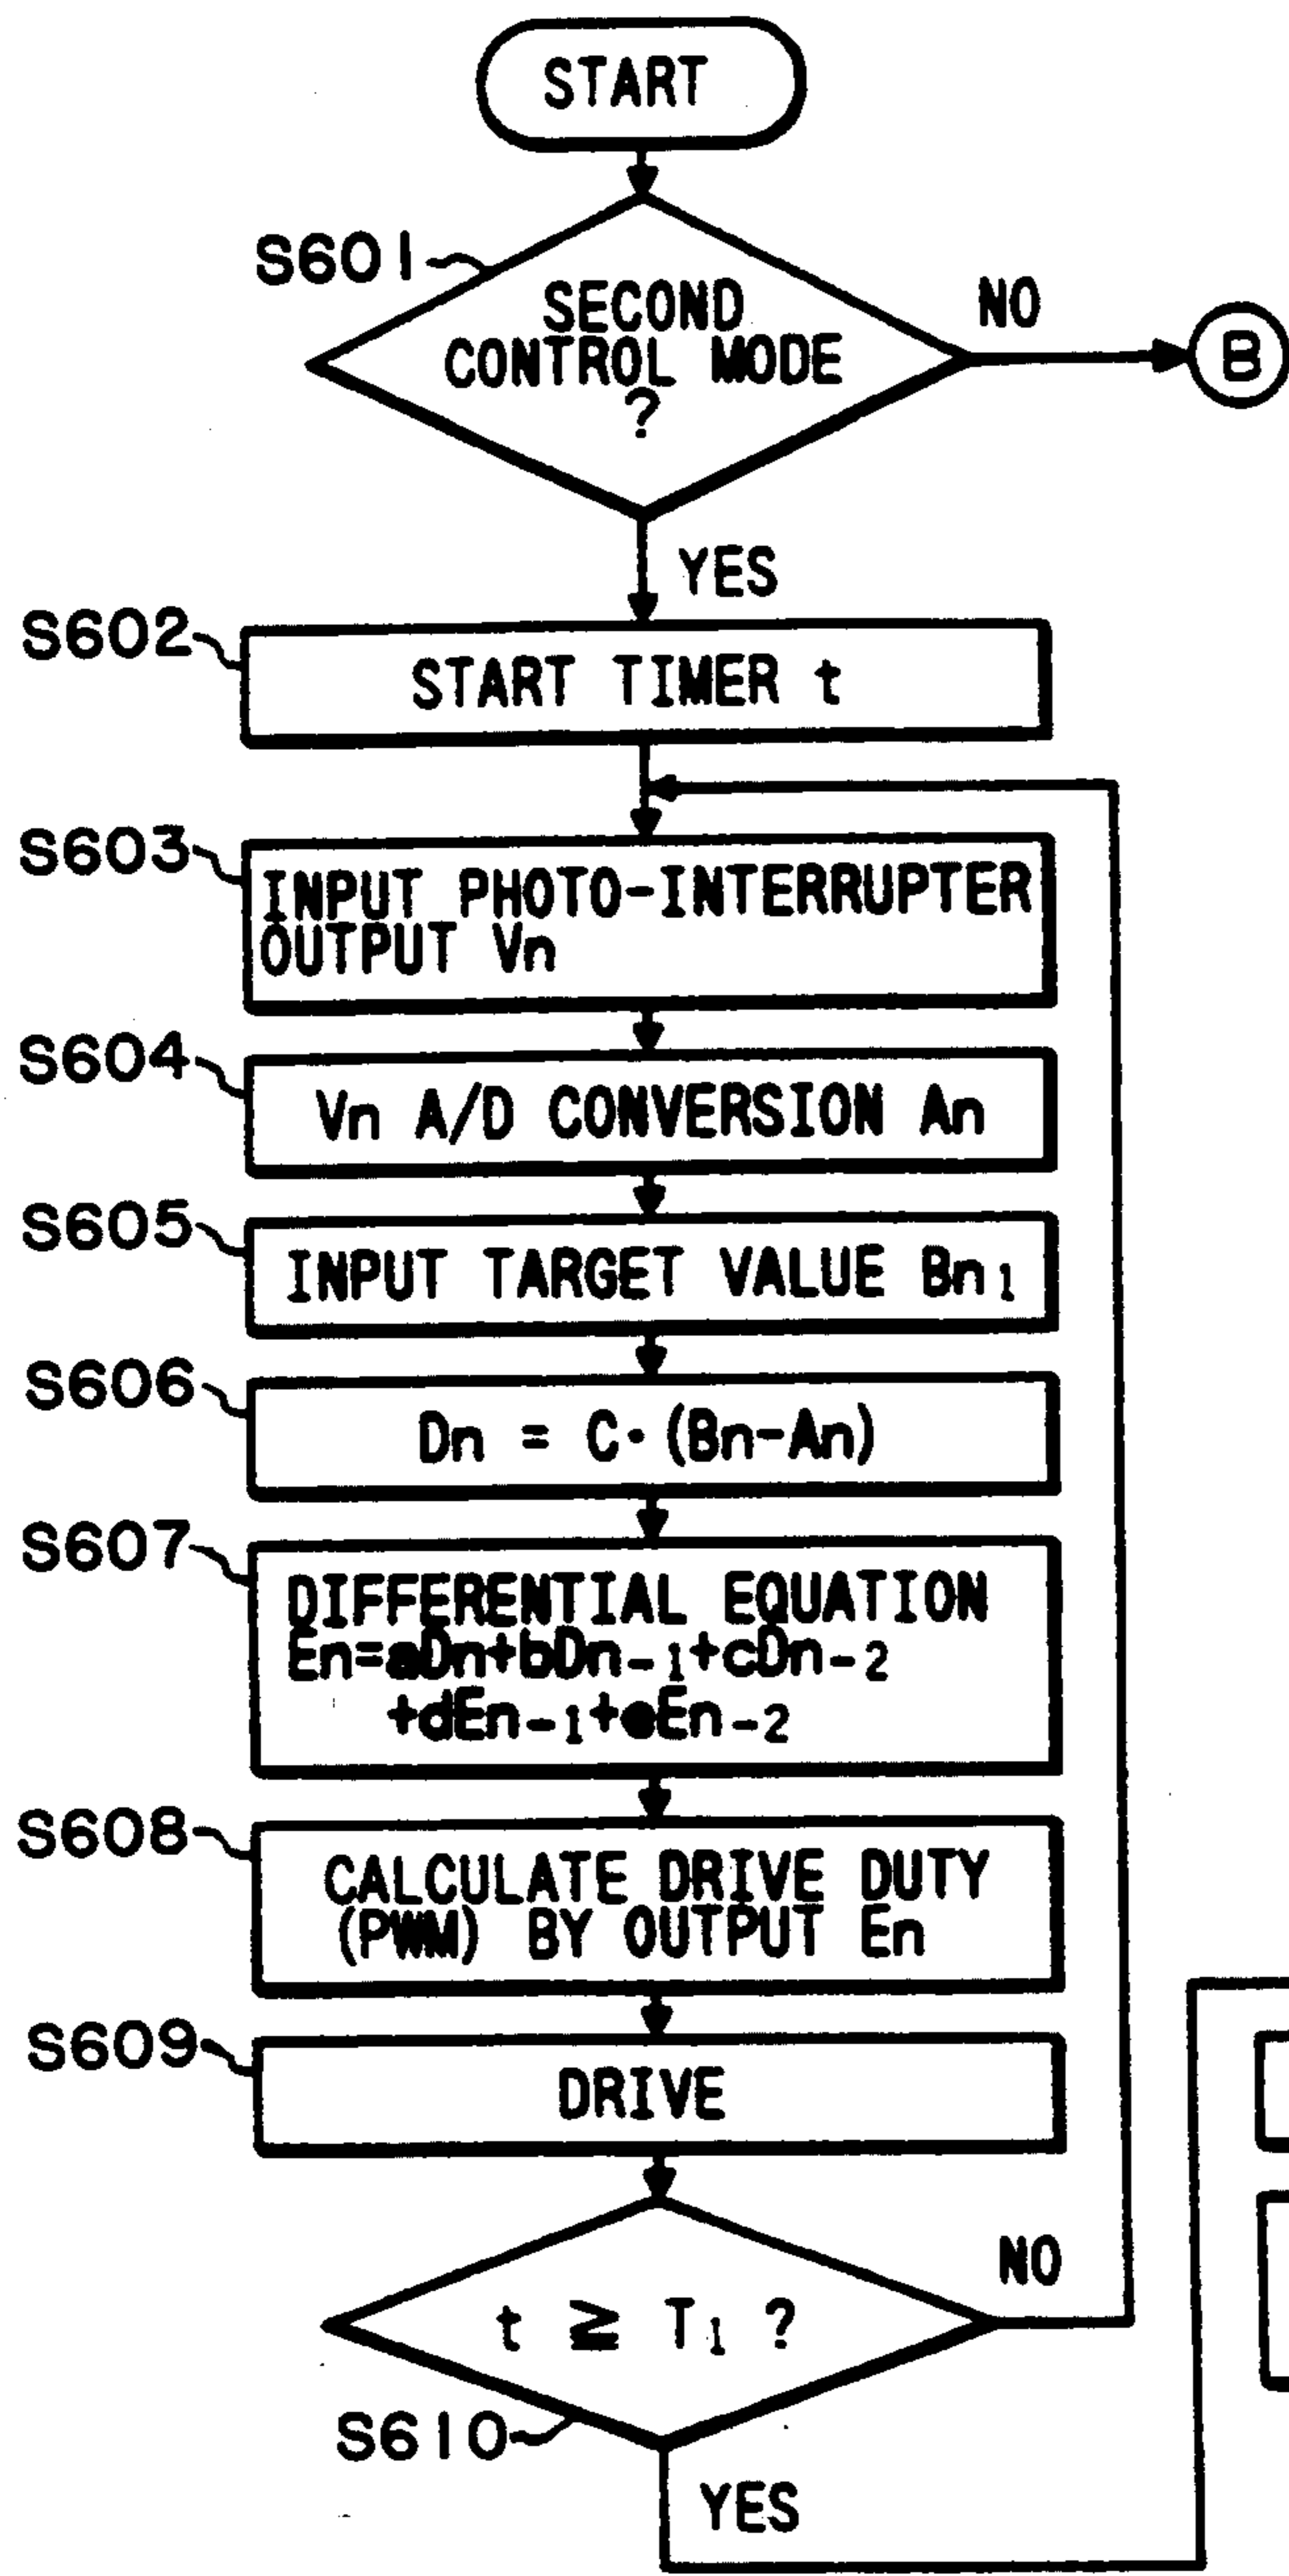 START
S601
SECOND
CONTROL MODE
?
NO
B
YES
S602
START TIMER t
S603
INPUT PHOTO-INTERRUPTER
OUTPUT Vn
S604
Vn A/D CONVERSION An
S605
INPUT TARGET VALUE Bn1
S606
Dn = C·(Bn-An)
S607
DIFFERENTIAL EQUATION
En=aDn+bDn-1+cDn-2
+dEn-1+eEn-2
S608
CALCULATE DRIVE DUTY
(PWM) BY OUTPUT En
S609
DRIVE
t ≧ T1 ?
NO
S610
YES